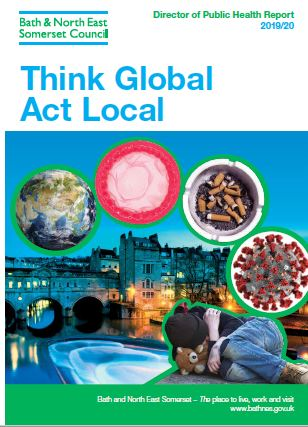 Bath & North East
Somerset Council
Director of Public Health Report
2019/20
Think Global
Act Local
Bath and North East Somerset – The place to live, work and visit
www.bathnes.gov.uk